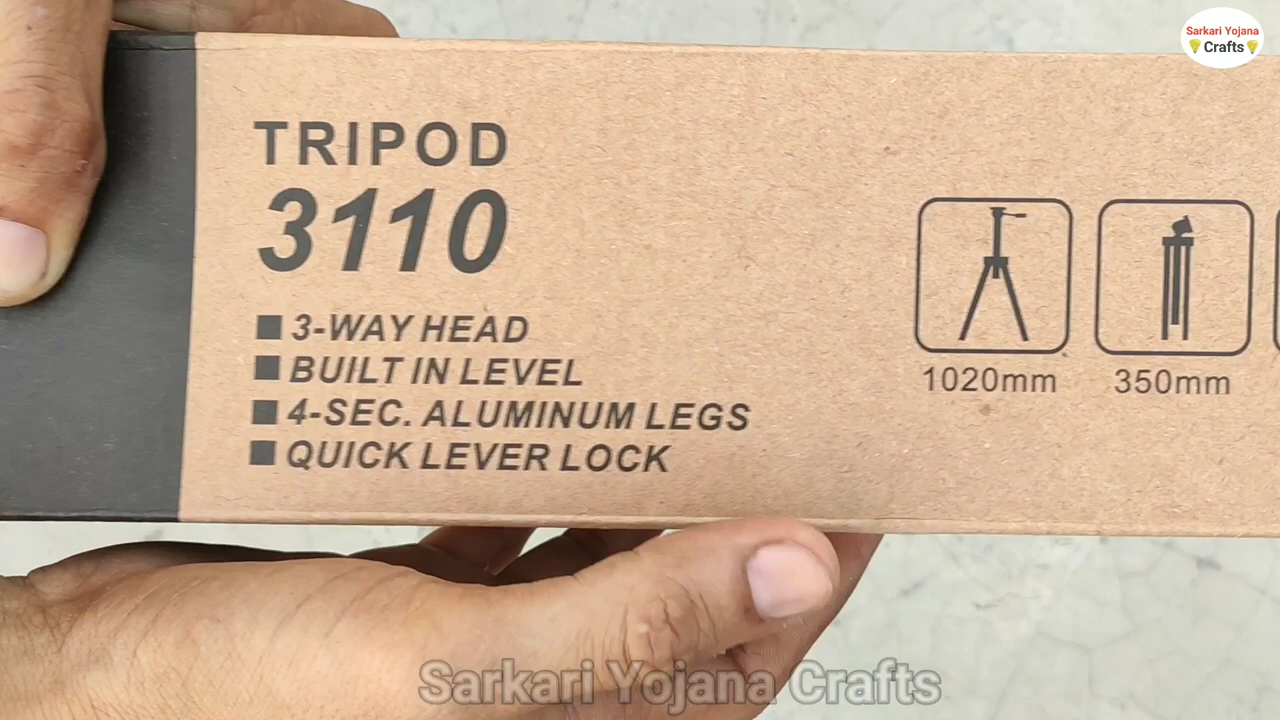 Sarkari Yojana
Crafts
TRIPOD
3110
3-WAY HEAD
BUILT IN LEVEL
4-SEC. ALUMINUM LEGS
QUICK LEVER LOCK
1020mm
350mm
Sarkari Yojana Crafts